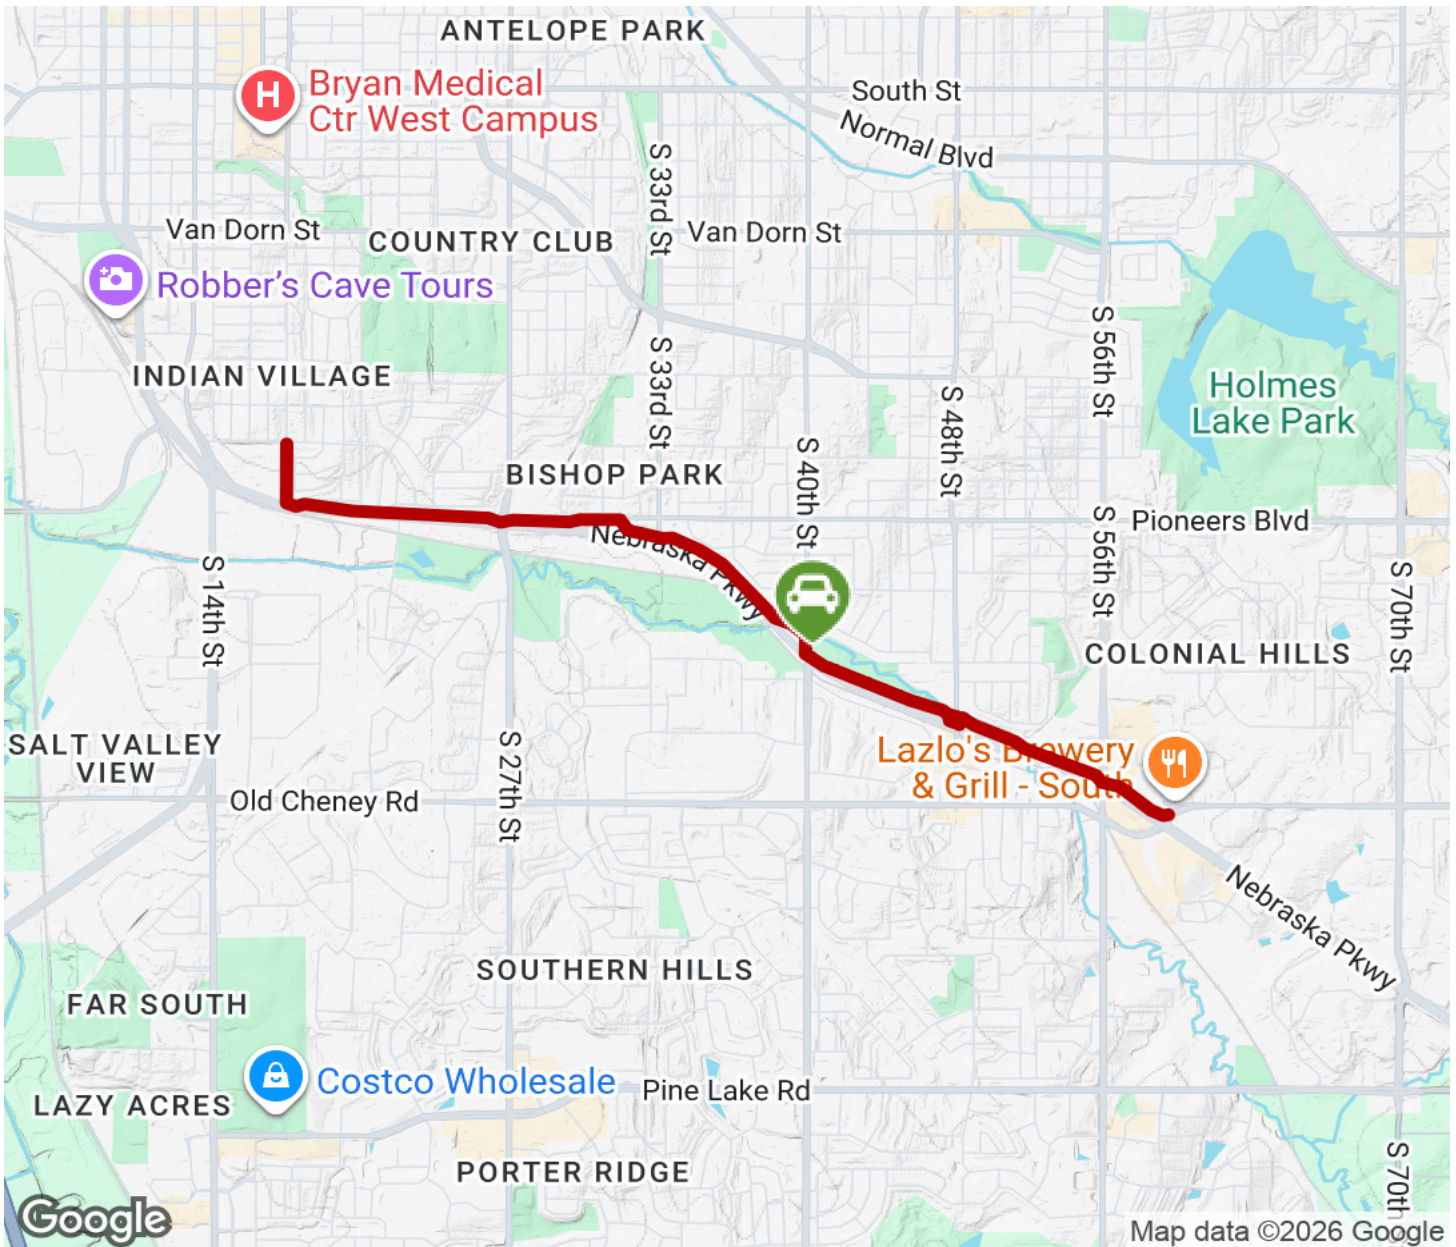 ANTELOPE PARK
Bryan Medical
Ctr West Campus
H
South St
Normal Blvd
S 33rd St
Van Dorn St
COUNTRY CLUB
Van Dorn St
Robber's Cave Tours
S 56th St
S 33rd St
INDIAN VILLAGE
Holmes
Lake Park
S 48th St
S 40th St
BISHOP PARK
Pioneers Blvd
S 56th St
Nebraska Pkwy
S 14th St
S 70th St
COLONIAL HILLS
SALT VALLEY
VIEW
S 27th St
Lazlo's Brewery
& Grill - South
Old Cheney Rd
Nebraska Pkwy
SOUTHERN HILLS
FAR SOUTH
Costco Wholesale
Pine Lake Rd
LAZY ACRES
PORTER RIDGE
S 70th
Google
Map data ©2026 Google